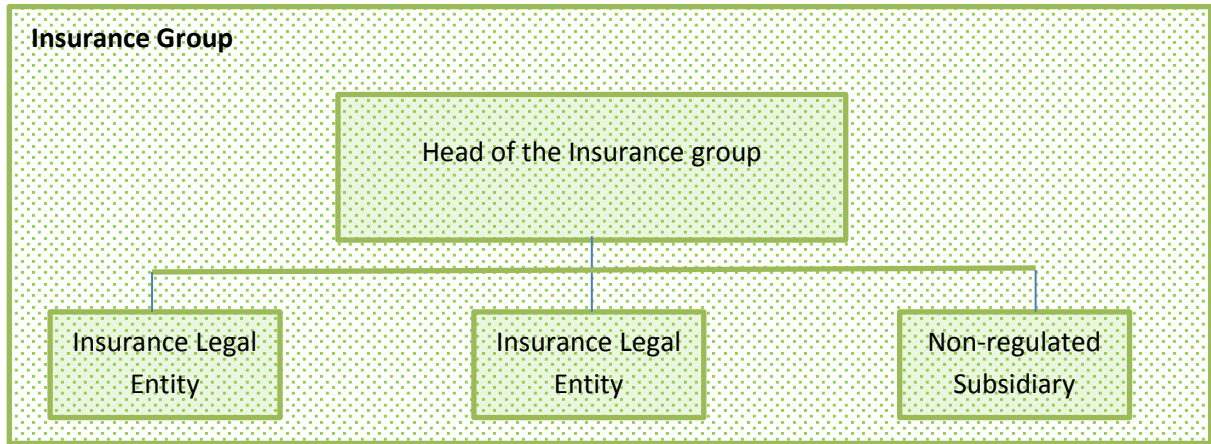 Insurance Group
Head of the Insurance group
Insurance Legal
Entity
Insurance Legal
Entity
Non-regulated
Subsidiary